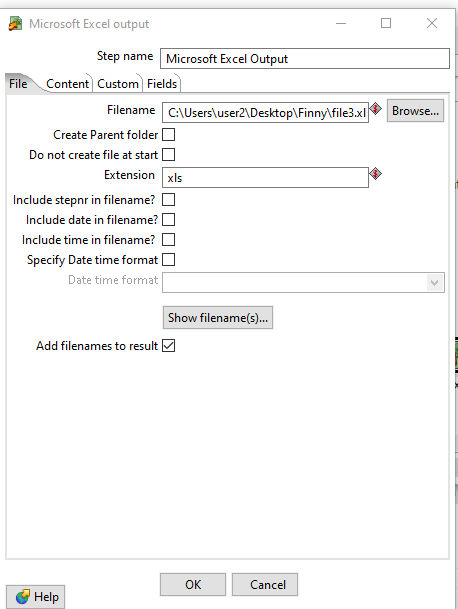 Microsoft Excel output
Step name Microsoft Excel Output
File Content Custom Fields
Filename C:\Users\user2\Desktop\Finny\file3.xl Browse...
Create Parent folder
Do not create file at start
Extension xls
Include stepnr in filename?
Include date in filename?
Include time in filename?
Specify Date time format
Date time format
Show filename(s)...
Add filenames to result
OK Cancel
Help